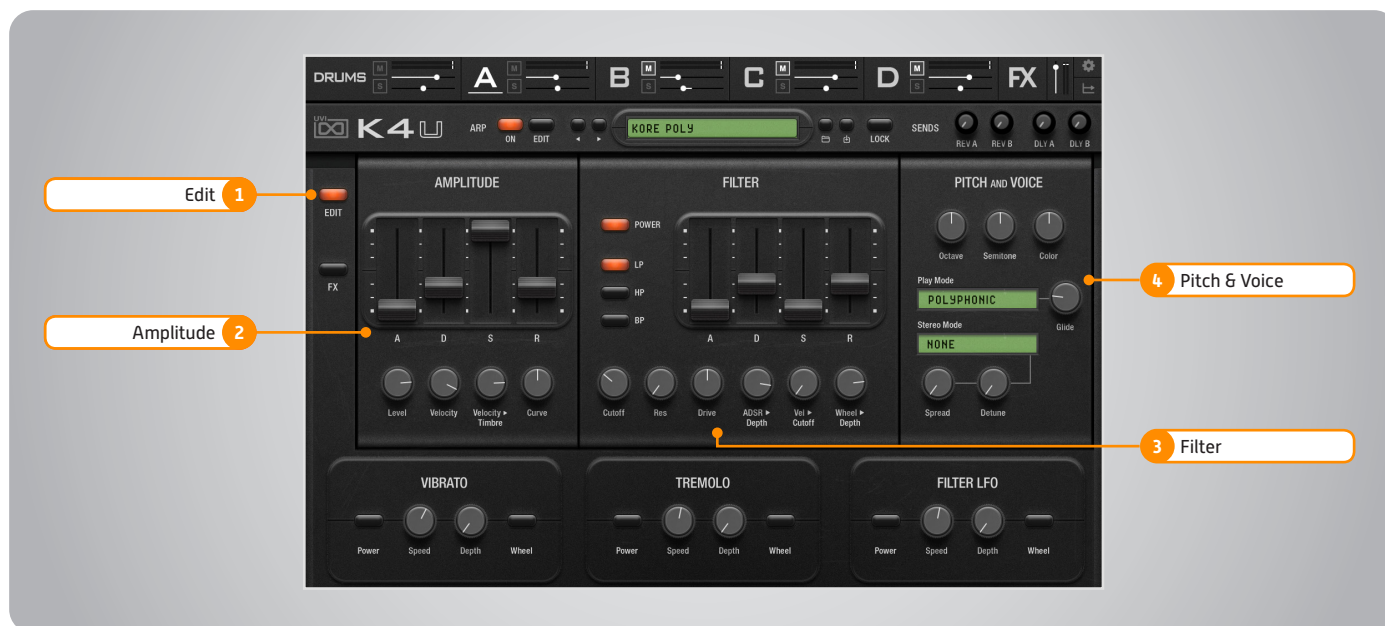 DRUMS M S A M S B M S C M S D M S FX
UVI K4U ARP ON EDIT KORE POLY LOCK SENDS REV A REV B DLY A DLY B
Edit 1
EDIT
FX
Amplitude 2
AMPLITUDE
A D S R
Level Velocity Velocity ▸ Timbre Curve
FILTER
POWER
LP
HP
BP
A D S R
Cutoff Res Drive ADSR ▸ Depth Vel ▸ Cutoff Wheel ▸ Depth
3 Filter
PITCH AND VOICE
Octave Semitone Color
Play Mode
POLYPHONIC
Glide
Stereo Mode
NONE
Spread Detune
4 Pitch & Voice
VIBRATO
Power Speed Depth Wheel
TREMOLO
Power Speed Depth Wheel
FILTER LFO
Power Speed Depth Wheel